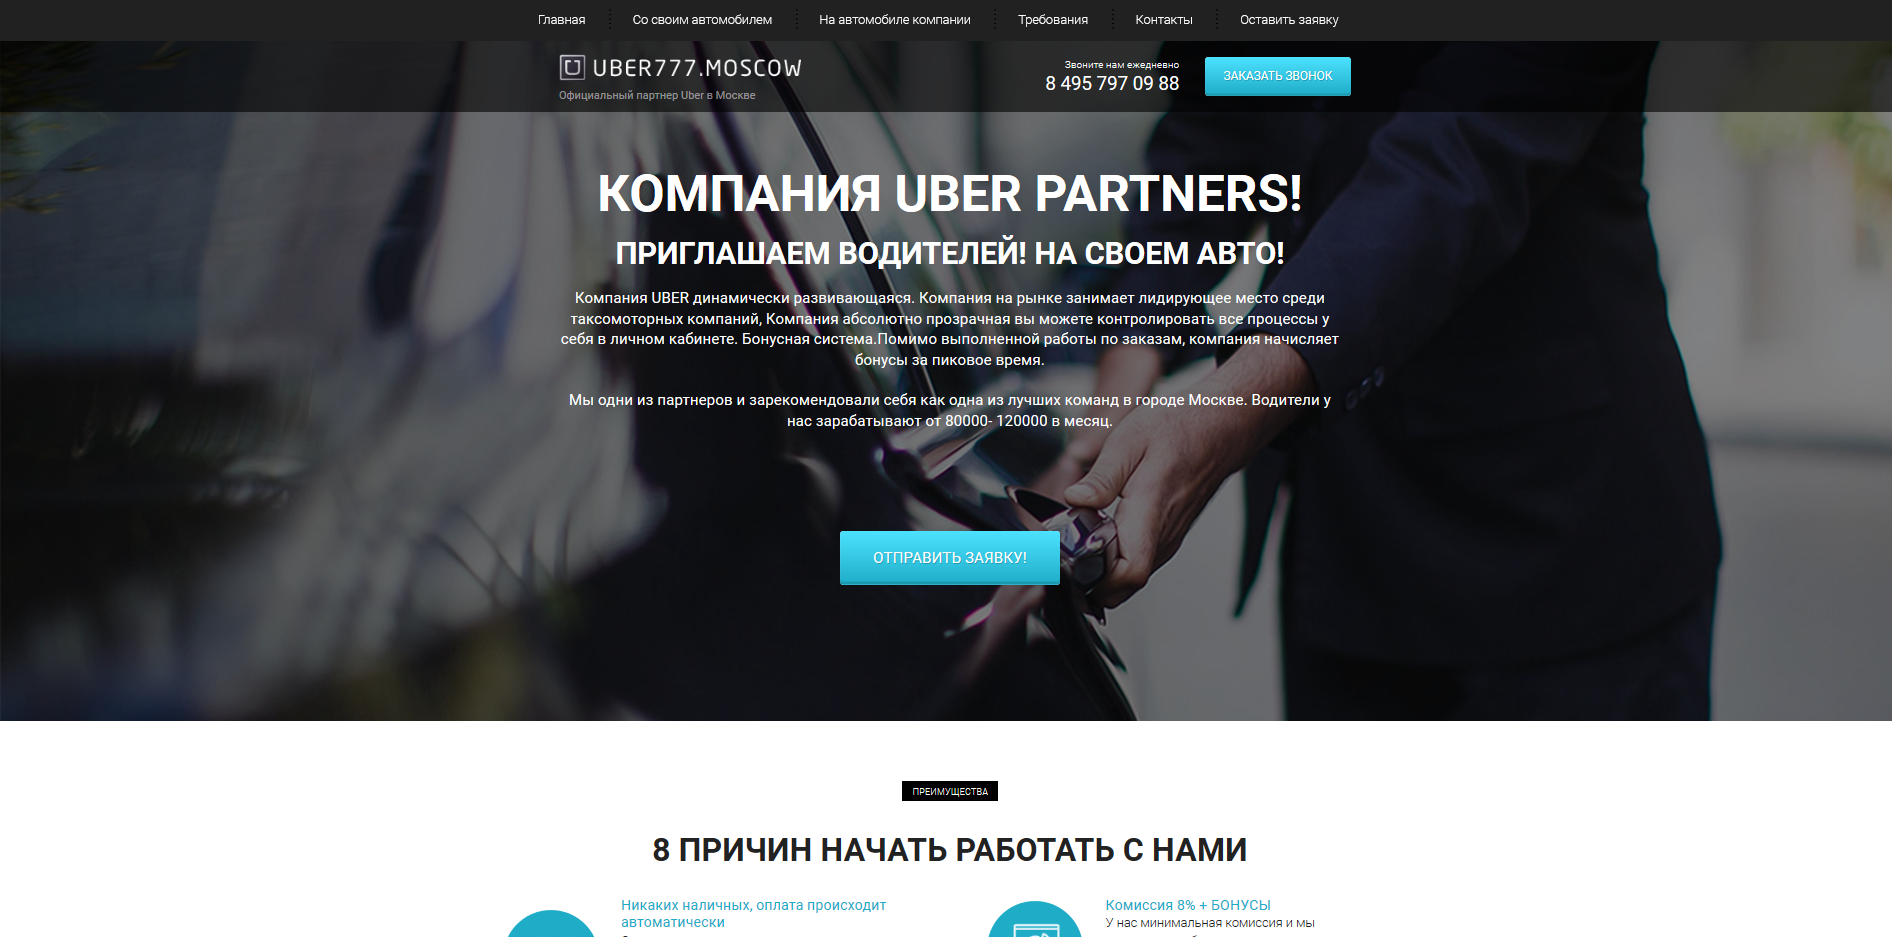 Главная
Со своим автомобилем
На автомобиле компании
Требования
Контакты
Оставить заявку
UBER777.MOSCOW
Официальный партнер Uber в Москве
Звоните нам ежедневно
8 495 797 09 88
ЗАКАЗАТЬ ЗВОНОК
КОМПАНИЯ UBER PARTNERS!
ПРИГЛАШАЕМ ВОДИТЕЛЕЙ! НА СВОЕМ АВТО!
Компания UBER динамически развивающаяся. Компания на рынке занимает лидирующее место среди
таксомоторных компаний, Компания абсолютно прозрачная вы можете контролировать все процессы у
себя в личном кабинете. Бонусная система.Помимо выполненной работы по заказам, компания начисляет
бонусы за пиковое время.
Мы одни из партнеров и зарекомендовали себя как одна из лучших команд в городе Москве. Водители у
нас зарабатывают от 80000- 120000 в месяц.
ОТПРАВИТЬ ЗАЯВКУ!
ПРЕИМУЩЕСТВА
8 ПРИЧИН НАЧАТЬ РАБОТАТЬ С НАМИ
Никаких наличных, оплата происходит
автоматически
Комиссия 8% + БОНУСЫ
У нас минимальная комиссия и мы